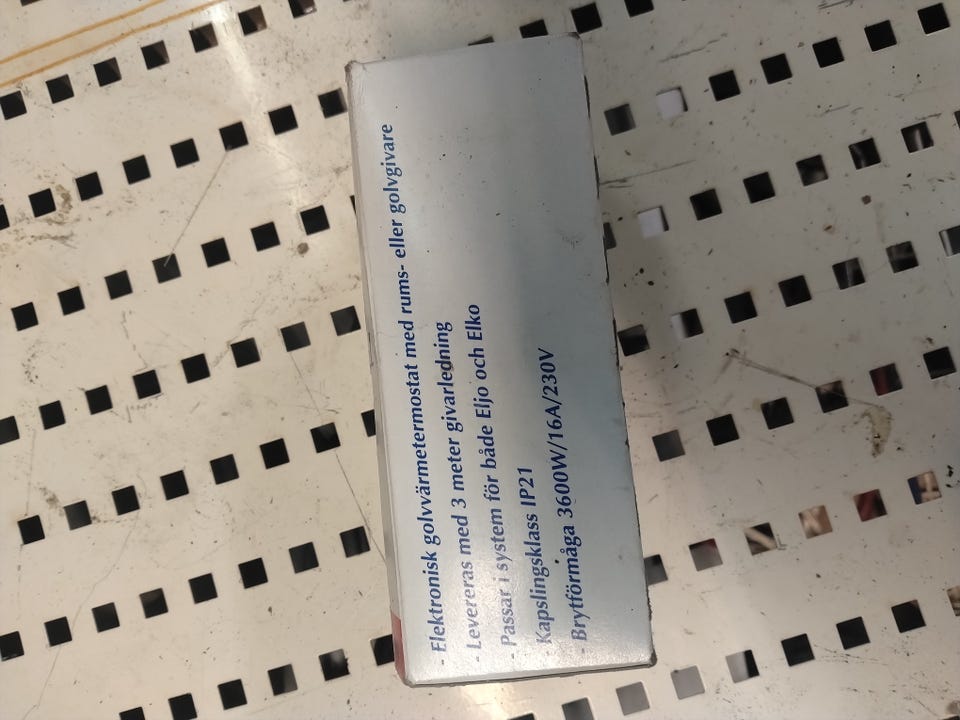 - Elektronisk golvvärmetermostat med rums- eller golvgivare
- Levereras med 3 meter givarledning
- Passar i system för både Eljo och Elko
- Kapslingsklass IP21
- Brytförmåga 3600W/16A/230V